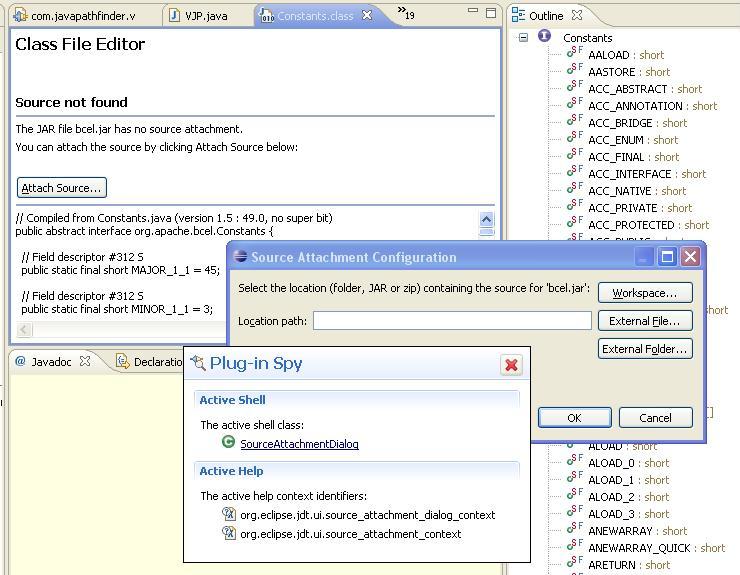 com.javapathfinder.v
VJP.java
Constants.class
»19
Class File Editor
Source not found
The JAR file bcel.jar has no source attachment.
You can attach the source by clicking Attach Source below:
Attach Source...
// Compiled from Constants.java (version 1.5 : 49.0, no super bit)
public abstract interface org.apache.bcel.Constants {
// Field descriptor #312 S
public static final short MAJOR_1_1 = 45;
// Field descriptor #312 S
public static final short MINOR_1_1 = 3;
Javadoc
Declaratio
Outline
Constants
AALOAD : short
AASTORE : short
ACC_ABSTRACT : short
ACC_ANNOTATION : short
ACC_BRIDGE : short
ACC_ENUM : short
ACC_FINAL : short
ACC_INTERFACE : short
ACC_NATIVE : short
ACC_PRIVATE : short
ACC_PROTECTED : short
ACC_PUBLIC : short
Source Attachment Configuration
Select the location (folder, JAR or zip) containing the source for 'bcel.jar':
Workspace...
Location path:
External File...
External Folder...
OK
Cancel
hort
[]
Plug-in Spy
Active Shell
The active shell class:
SourceAttachmentDialog
Active Help
The active help context identifiers:
org.eclipse.jdt.ui.source_attachment_dialog_context
org.eclipse.jdt.ui.source_attachment_context
ALOAD : short
ALOAD_0 : short
ALOAD_1 : short
ALOAD_2 : short
ALOAD_3 : short
ANEWARRAY : short
ANEWARRAY_QUICK : short
ARETURN : short